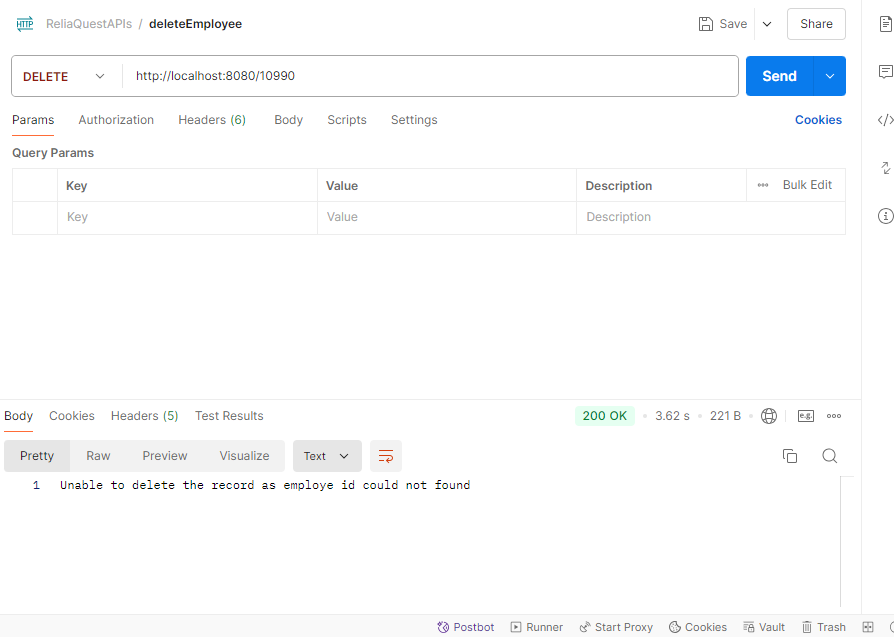 HTTP ReliaQuestAPIs / deleteEmployee Save Share
DELETE http://localhost:8080/10990 Send
Params Authorization Headers (6) Body Scripts Settings Cookies
Query Params
Key Value Description Bulk Edit
Key Value Description
Body Cookies Headers (5) Test Results 200 OK 3.62 s 221 B e.g.
Pretty Raw Preview Visualize Text
1 Unable to delete the record as employe id could not found
Postbot Runner Start Proxy Cookies Vault Trash